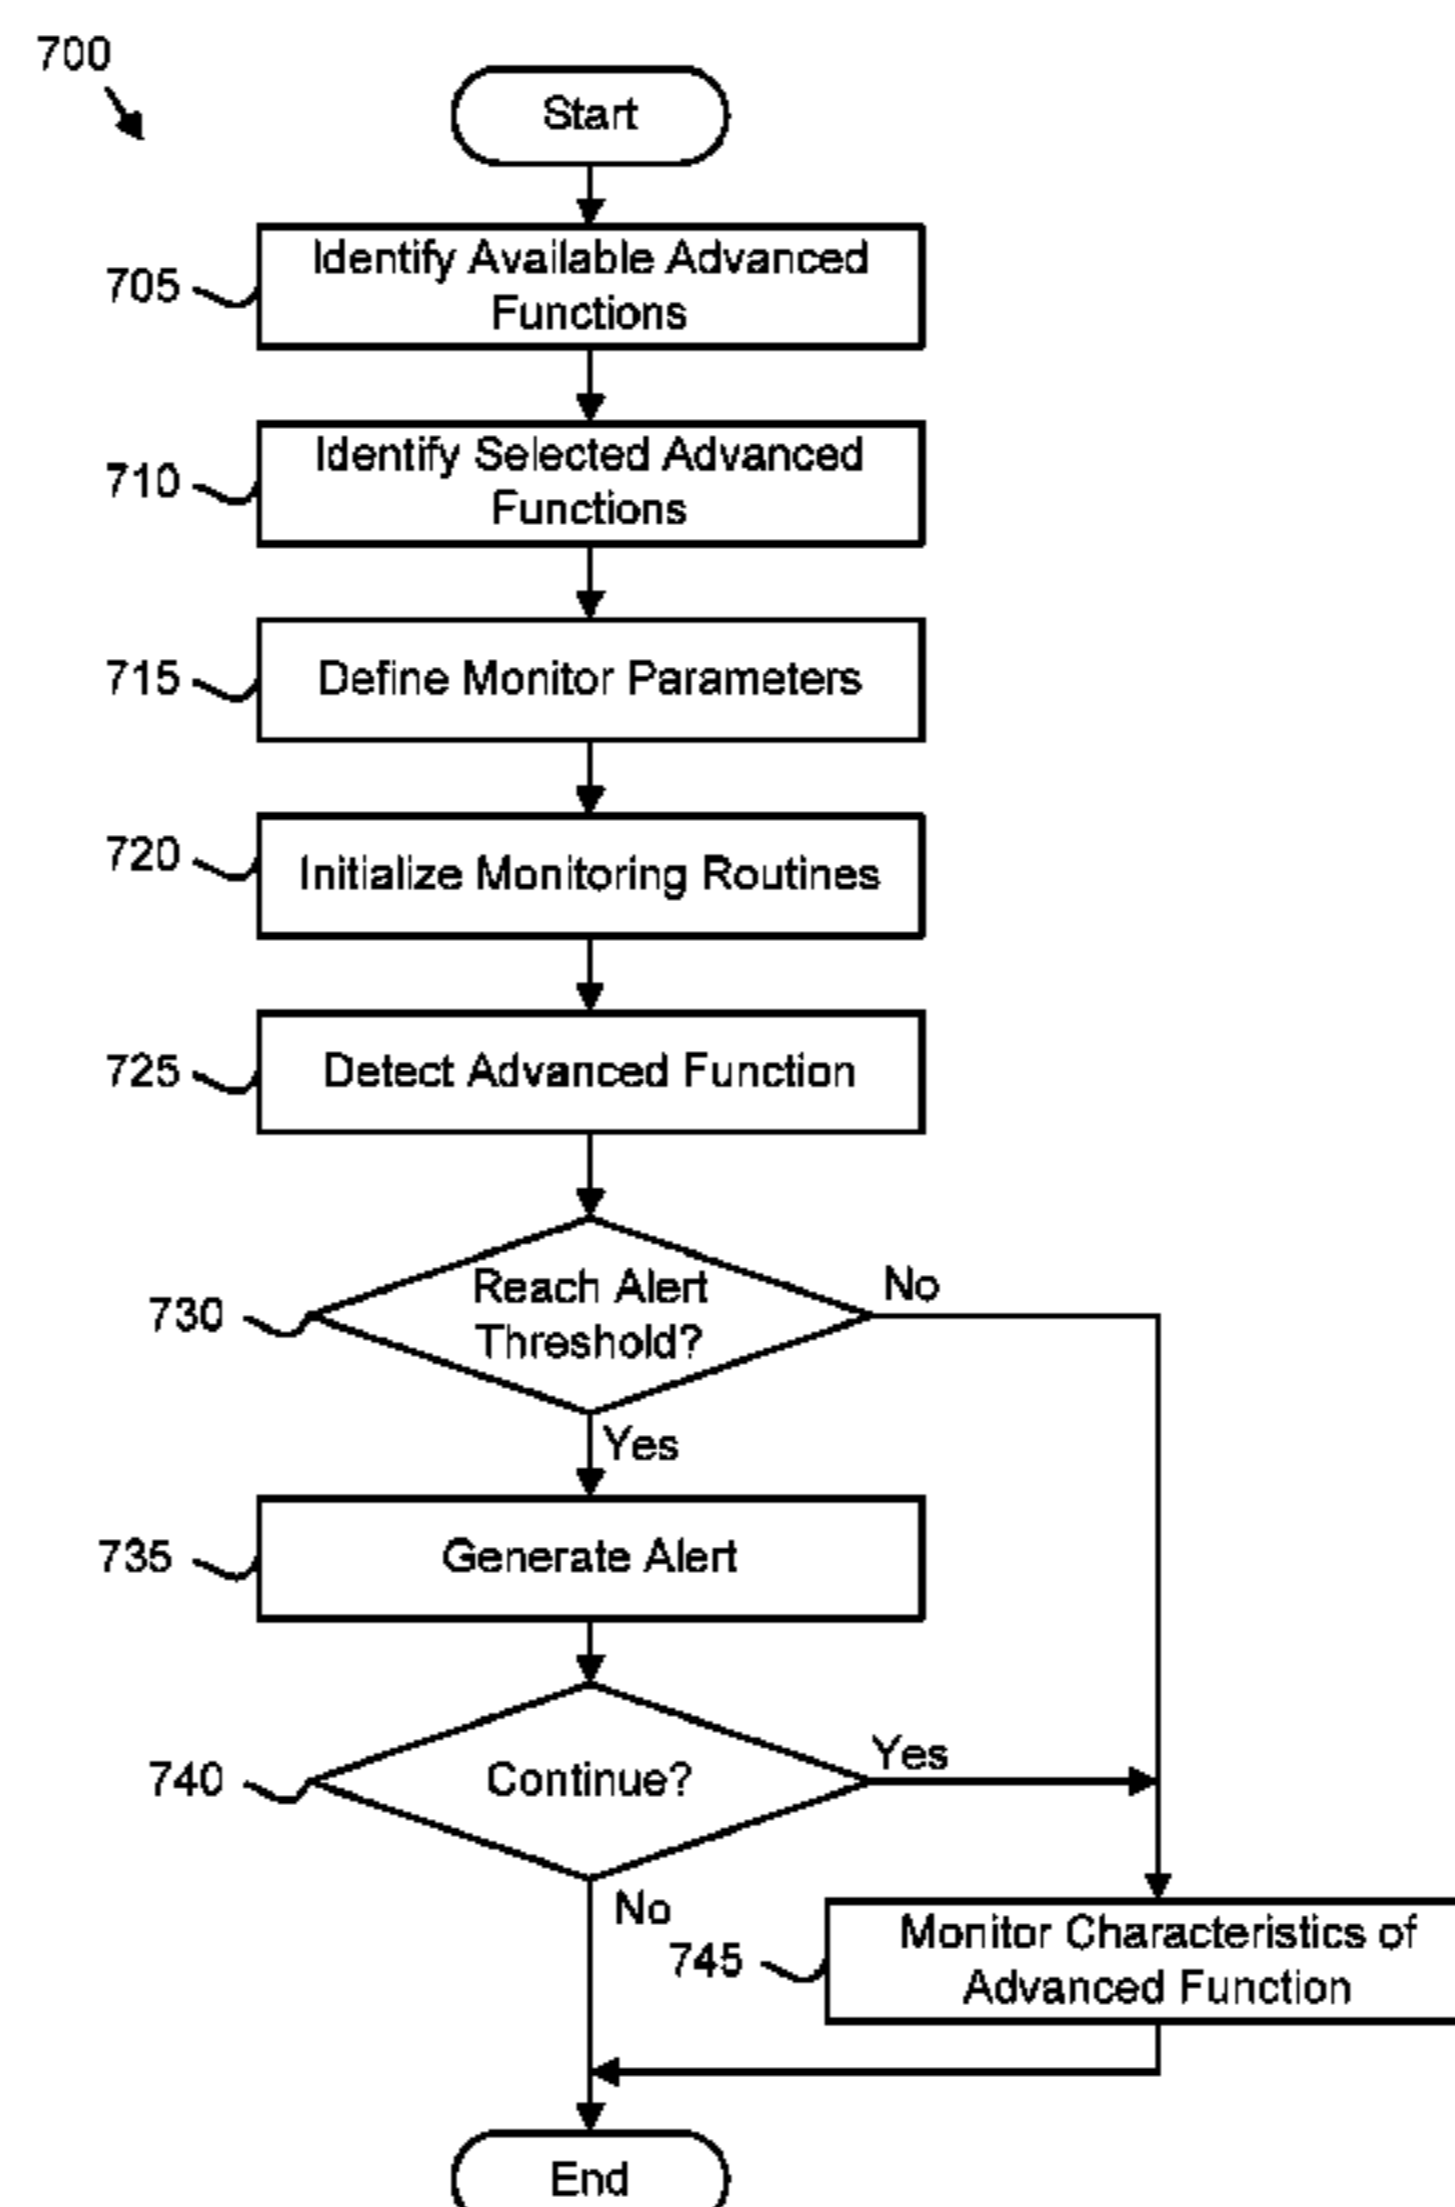 700
Start
705
Identify Available Advanced
Functions
710
Identify Selected Advanced
Functions
715
Define Monitor Parameters
720
Initialize Monitoring Routines
725
Detect Advanced Function
730
Reach Alert
Threshold?
No
Yes
735
Generate Alert
740
Continue?
Yes
No
745
Monitor Characteristics of
Advanced Function
End